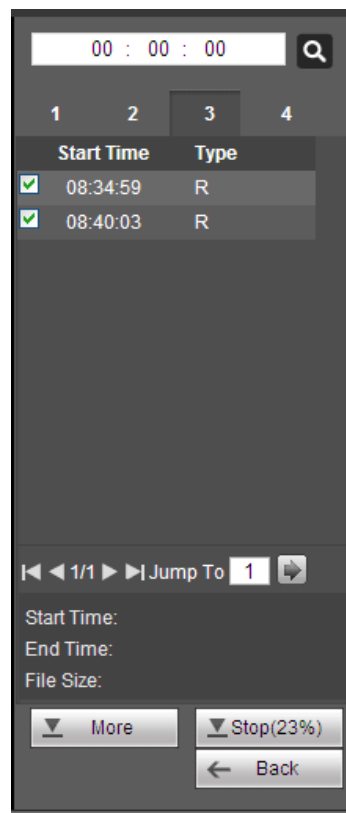 00 : 00 : 00
1 2 3 4
Start Time Type
08:34:59 R
08:40:03 R
1/1 Jump To 1
Start Time:
End Time:
File Size:
More Stop(23%)
Back